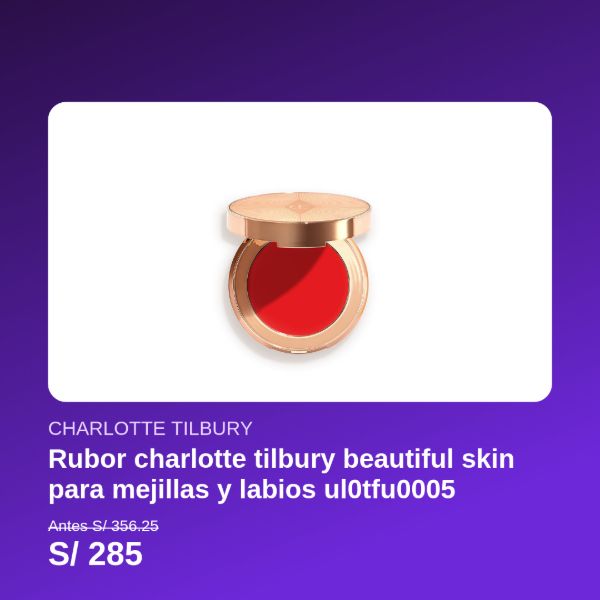 CHARLOTTE TILBURY
Rubor charlotte tilbury beautiful skin
para mejillas y labios ul0tfu0005
Antes S/ 356.25
S/ 285